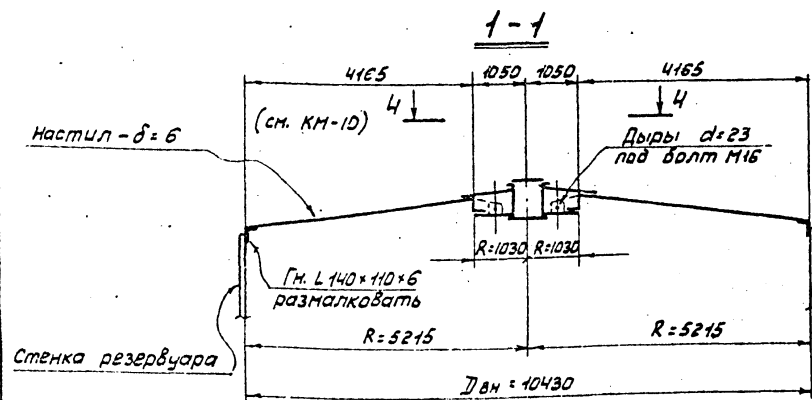 1-1
4165 1050 1050 4165
4 4
(см. КМ-10)
Настил - δ = 6
Дыры d=23
под болт М16
R=1030 R=1030
Гн. L 140×110×6
размалковать
Стенка резервуара
R=5215 R=5215
Dвн = 10430